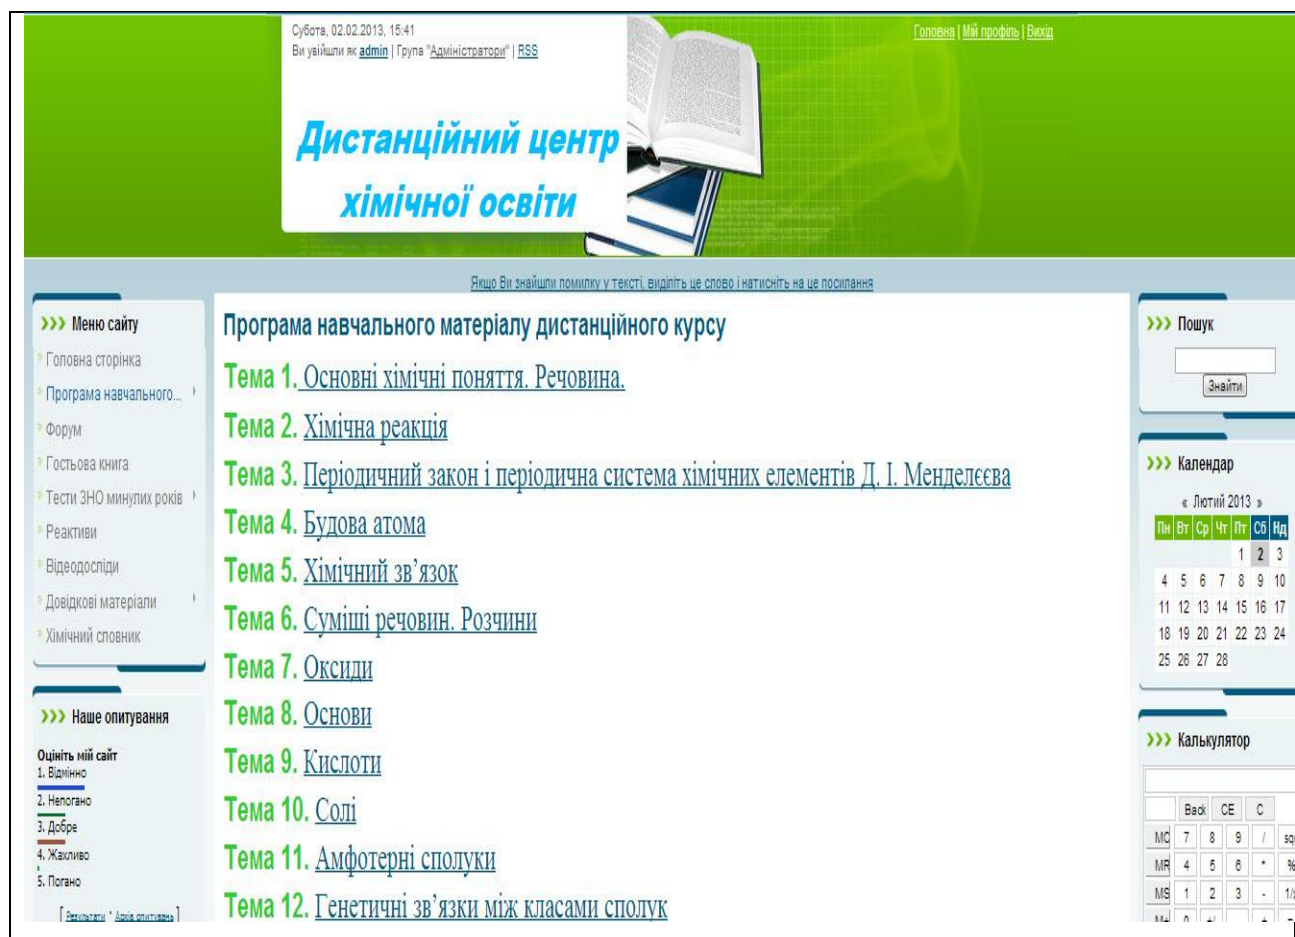 Субота, 02.02.2013, 15:41
Ви увійшли як admin | Група "Адміністратори" | RSS
Головна | Мій профіль | Вихід
Дистанційний центр
хімічної освіти
Якщо Ви знайшли помилку у тексті, виділіть це слово і натисніть на це посилання
>>> Меню сайту
Головна сторінка
Програма навчального...
Форум
Гостьова книга
Тести ЗНО минулих років
Реактиви
Відеодосліди
Довідкові матеріали
Хімічний словник
>>> Наше опитування
Оцініть мій сайт
1. Відмінно
2. Непогано
3. Добре
4. Жахливо
5. Погано
[ Результати * Архів опитувань ]
Програма навчального матеріалу дистанційного курсу
Тема 1. Основні хімічні поняття. Речовина.
Тема 2. Хімічна реакція
Тема 3. Періодичний закон і періодична система хімічних елементів Д. І. Менделєєва
Тема 4. Будова атома
Тема 5. Хімічний зв’язок
Тема 6. Суміші речовин. Розчини
Тема 7. Оксиди
Тема 8. Основи
Тема 9. Кислоти
Тема 10. Солі
Тема 11. Амфотерні сполуки
Тема 12. Генетичні зв’язки між класами сполук
>>> Пошук
Знайти
>>> Календар
« Лютий 2013 »
Пн Вт Ср Чт Пт Сб Нд
1 2 3
4 5 6 7 8 9 10
11 12 13 14 15 16 17
18 19 20 21 22 23 24
25 26 27 28
>>> Калькулятор
Back CE C
MC 7 8 9 /
MR 4 5 6 * %
MS 1 2 3 - 1/x